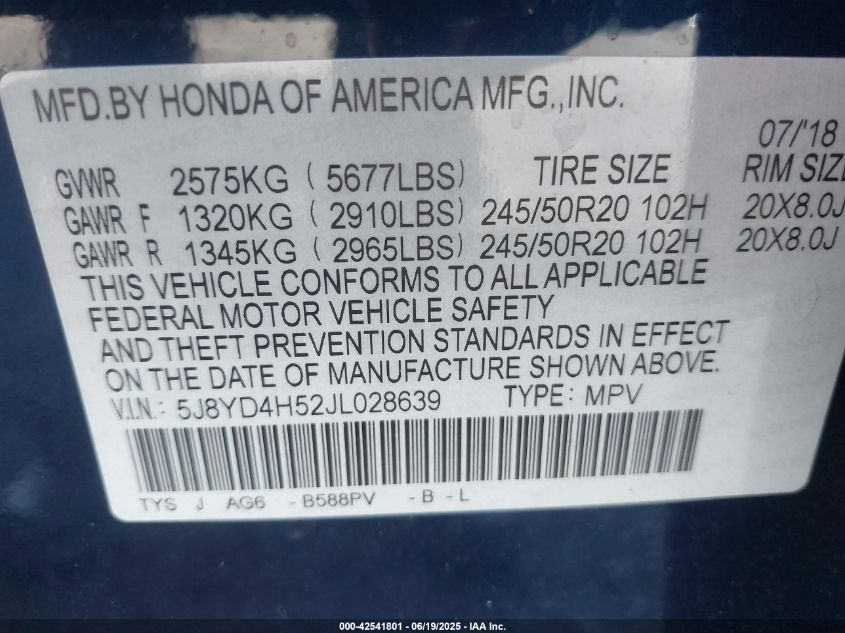 MFD.BY HONDA OF AMERICA MFG.,INC.
07/'18
GVWR 2575KG ( 5677LBS) TIRE SIZE RIM SIZE
GAWR F 1320KG ( 2910LBS) 245/50R20 102H 20X8.0J
GAWR R 1345KG ( 2965LBS) 245/50R20 102H 20X8.0J
THIS VEHICLE CONFORMS TO ALL APPLICABLE
FEDERAL MOTOR VEHICLE SAFETY
AND THEFT PREVENTION STANDARDS IN EFFECT
ON THE DATE OF MANUFACTURE SHOWN ABOVE.
V.I.N.: 5J8YD4H52JL028639 TYPE: MPV
TYS J AG6 -B588PV -B -L
000-42541801 - 06/19/2025 - IAA Inc.